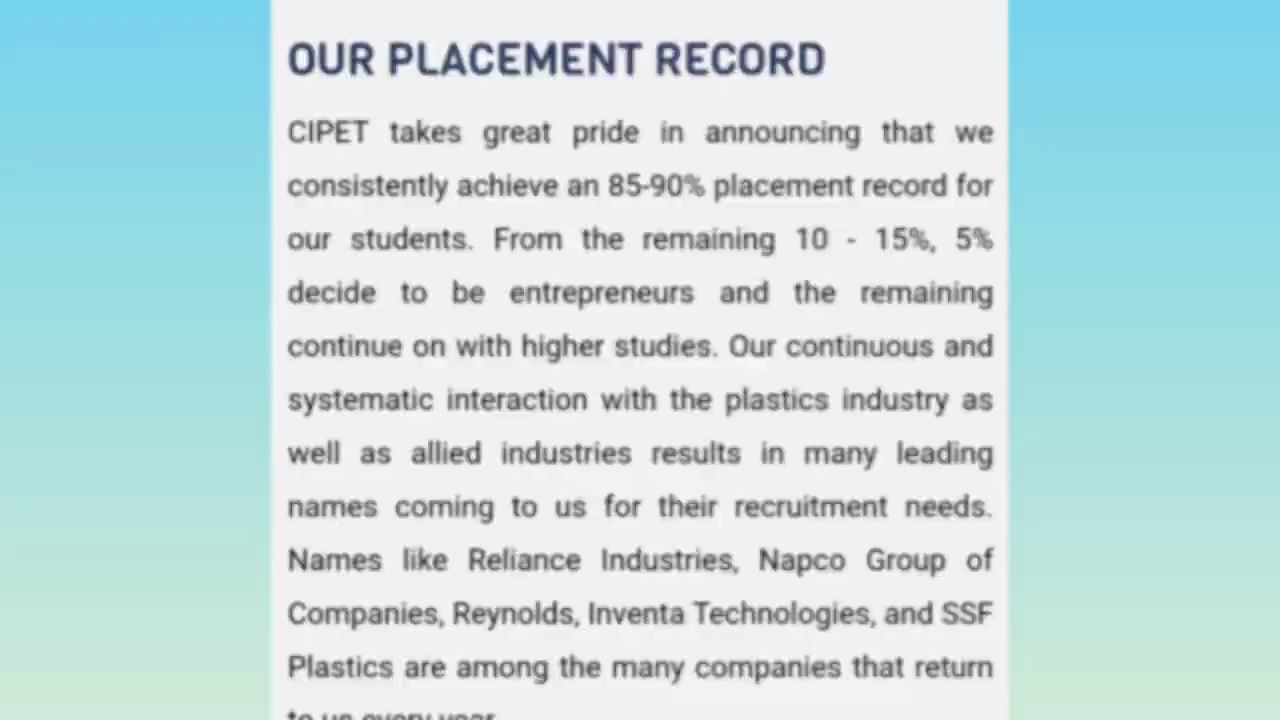 OUR PLACEMENT RECORD
CIPET takes great pride in announcing that we
consistently achieve an 85-90% placement record for
our students. From the remaining 10 - 15%, 5%
decide to be entrepreneurs and the remaining
continue on with higher studies. Our continuous and
systematic interaction with the plastics industry as
well as allied industries results in many leading
names coming to us for their recruitment needs.
Names like Reliance Industries, Napco Group of
Companies, Reynolds, Inventa Technologies, and SSF
Plastics are among the many companies that return
to us every year